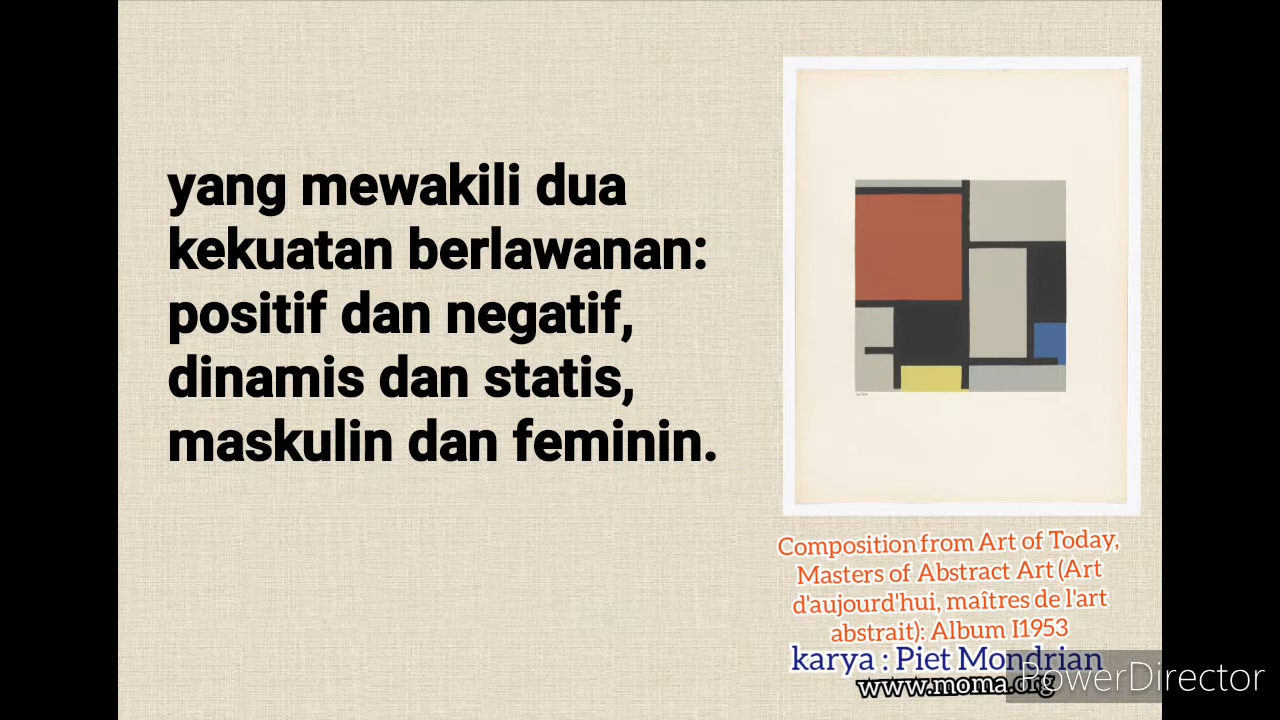 yang mewakili dua
kekuatan berlawanan:
positif dan negatif,
dinamis dan statis,
maskulin dan feminin.
Composition from Art of Today,
Masters of Abstract Art (Art
d'aujourd'hui, maîtres de l'art
abstrait): Album I1953
karya : Piet Mondrian
www.moma.org
PowerDirector